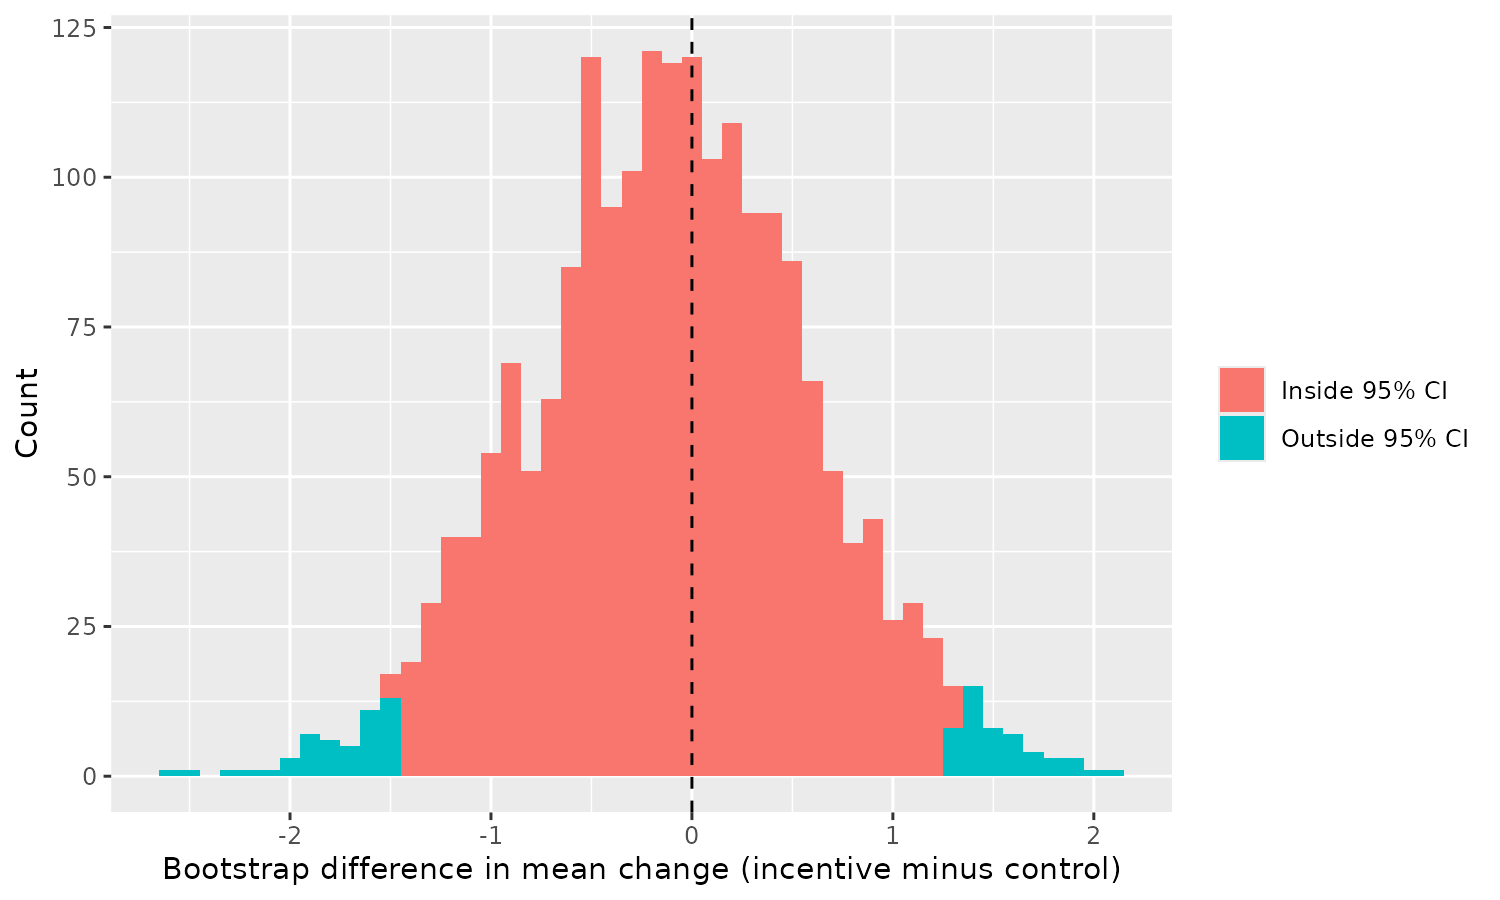 125
100
75
50
25
0
Count
-2 -1 0 1 2
Bootstrap difference in mean change (incentive minus control)
Inside 95% CI
Outside 95% CI